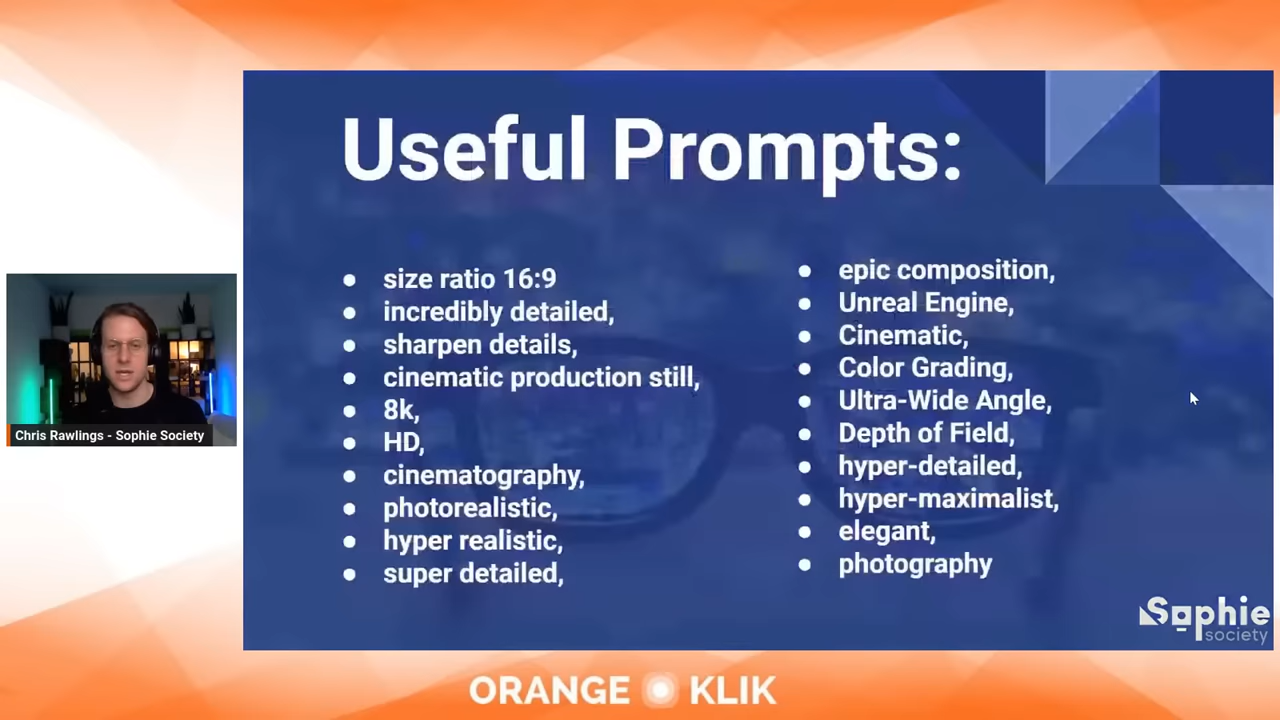 Useful Prompts:
● size ratio 16:9
● incredibly detailed,
● sharpen details,
● cinematic production still,
● 8k,
● HD,
● cinematography,
● photorealistic,
● hyper realistic,
● super detailed,
● epic composition,
● Unreal Engine,
● Cinematic,
● Color Grading,
● Ultra-Wide Angle,
● Depth of Field,
● hyper-detailed,
● hyper-maximalist,
● elegant,
● photography
Chris Rawlings - Sophie Society
Sophie
society
ORANGE KLIK